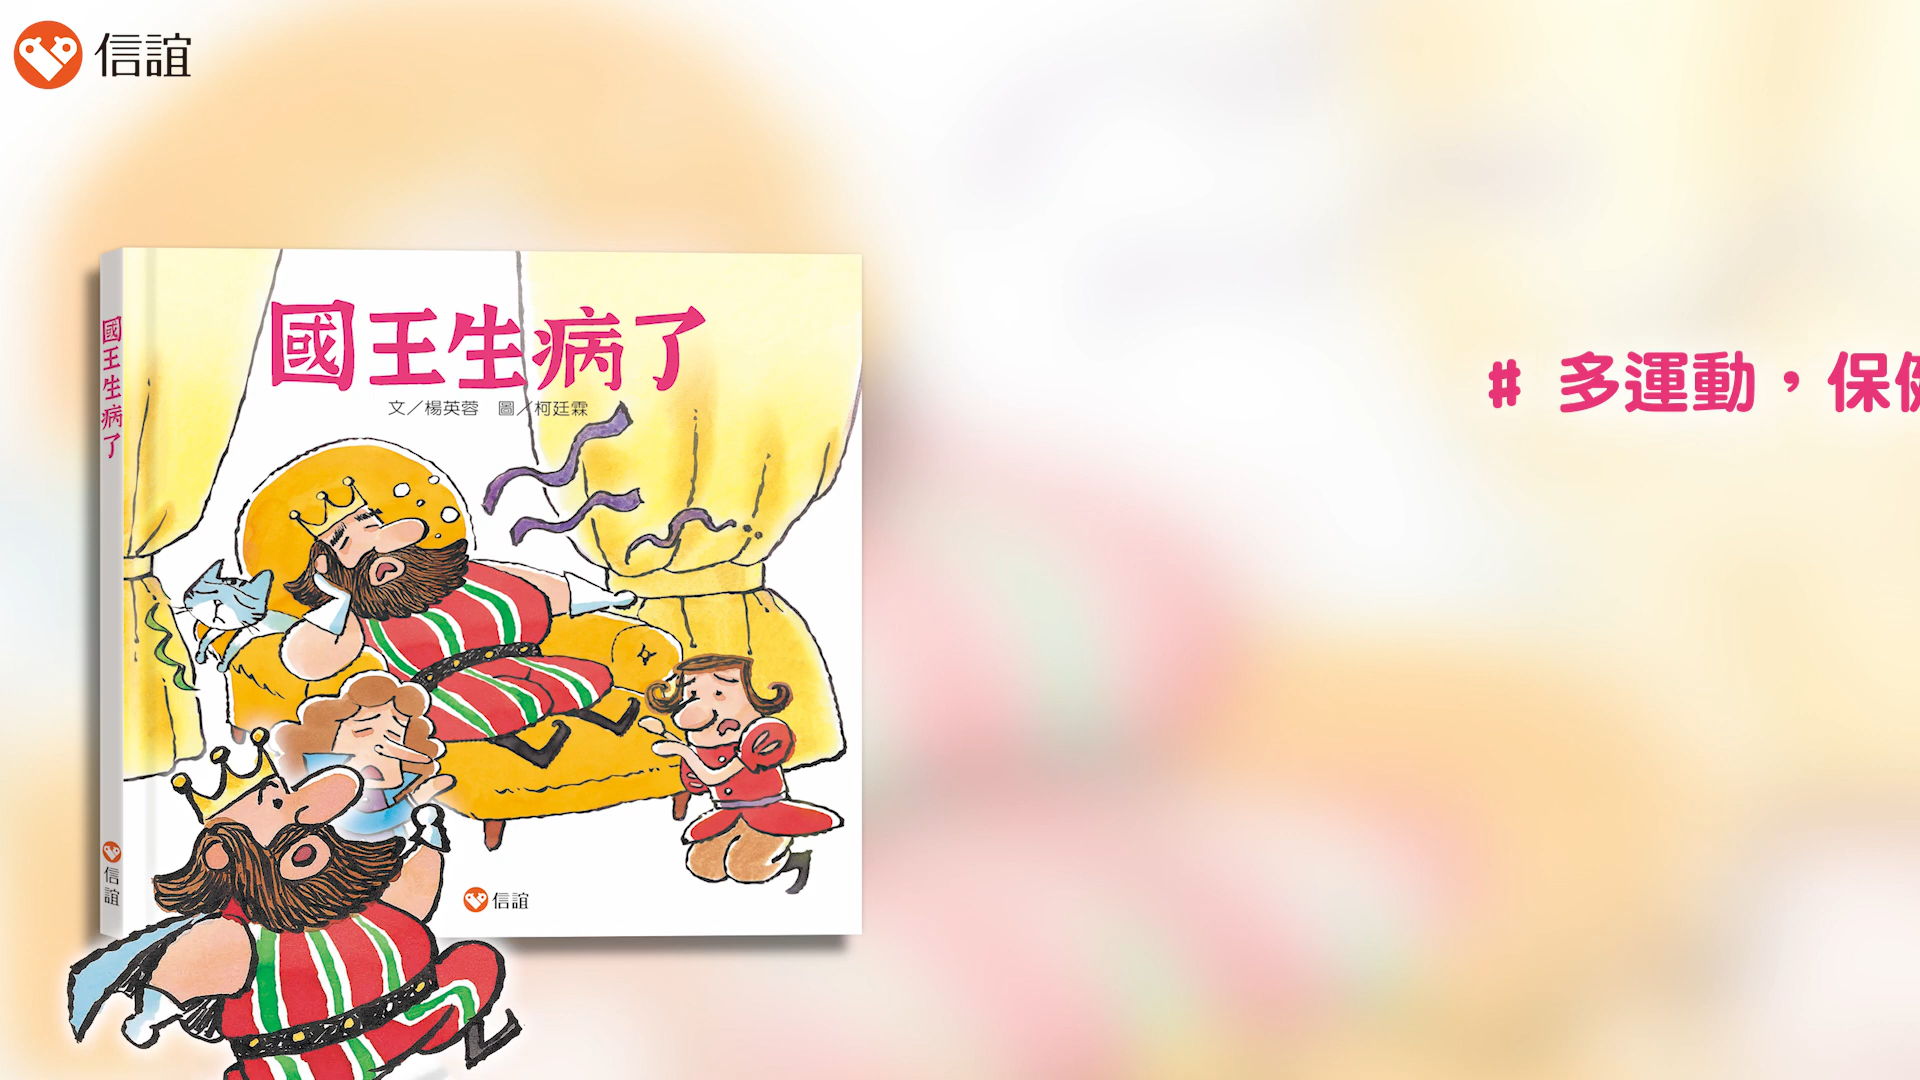 信誼
國王生病了
文／楊英蓉 圖／柯廷霖
國王生病了
信誼
信誼
# 多運動，保